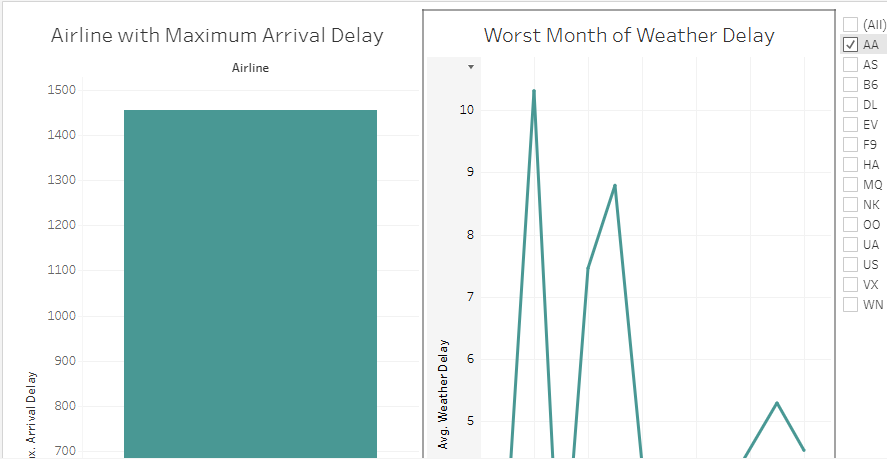 Airline with Maximum Arrival Delay
Airline
1500
1400
1300
1200
1100
1000
900
800
700
x. Arrival Delay
Worst Month of Weather Delay
10
9
8
7
6
5
Avg. Weather Delay
(All)
AA
AS
B6
DL
EV
F9
HA
MQ
NK
OO
UA
US
VX
WN